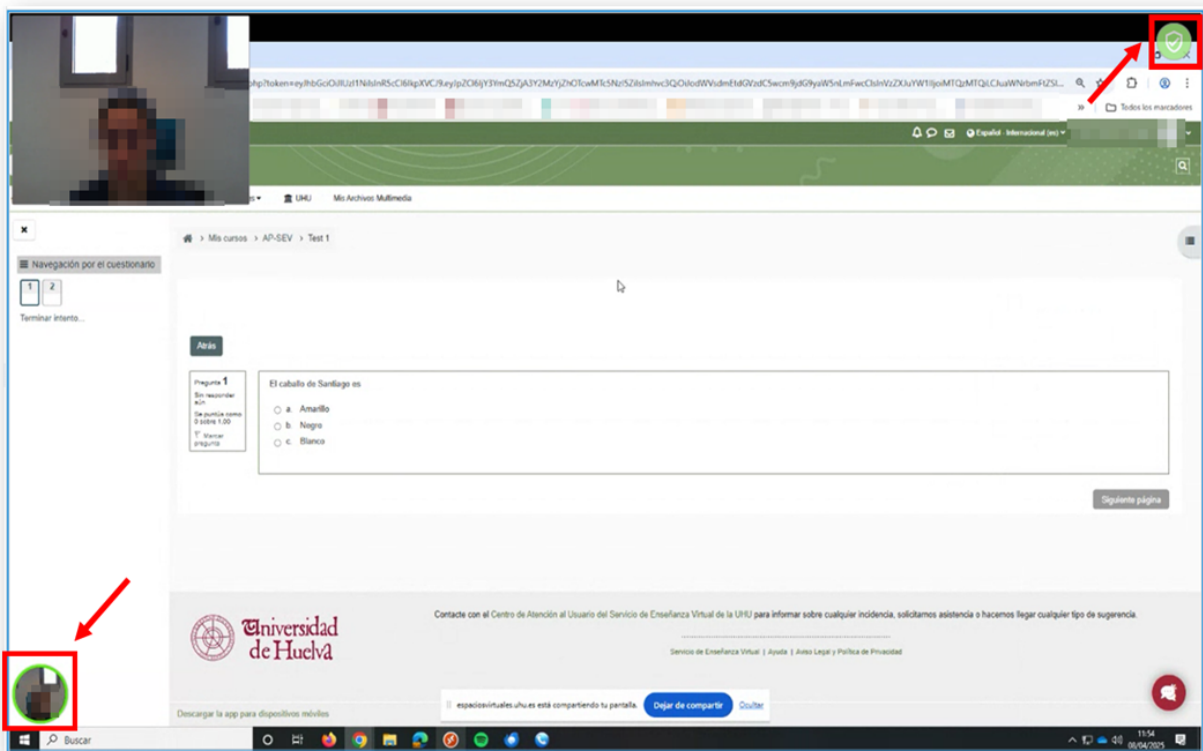 Todos los marcadores
Español - Internacional (es)
UHU Mis Archivos Multimedia
Mis cursos > AP-SEV > Test 1
Navegación por el cuestionario
1 2
Terminar intento...
Atrás
Pregunta 1
Sin responder
aún
Se puntúa como
0 sobre 1,00
Marcar
pregunta
El caballo de Santiago es
a. Amarillo
b. Negro
c. Blanco
Siguiente página
Universidad
de Huelva
Contacte con el Centro de Atención al Usuario del Servicio de Enseñanza Virtual de la UHU para informar sobre cualquier incidencia, solicitarnos asistencia o hacernos llegar cualquier tipo de sugerencia.
Servicio de Enseñanza Virtual | Ayuda | Aviso Legal y Política de Privacidad
Descargar la app para dispositivos móviles
espaciosvirtuales.uhu.es está compartiendo tu pantalla. Dejar de compartir Ocultar
Buscar
11:54
08/04/2025